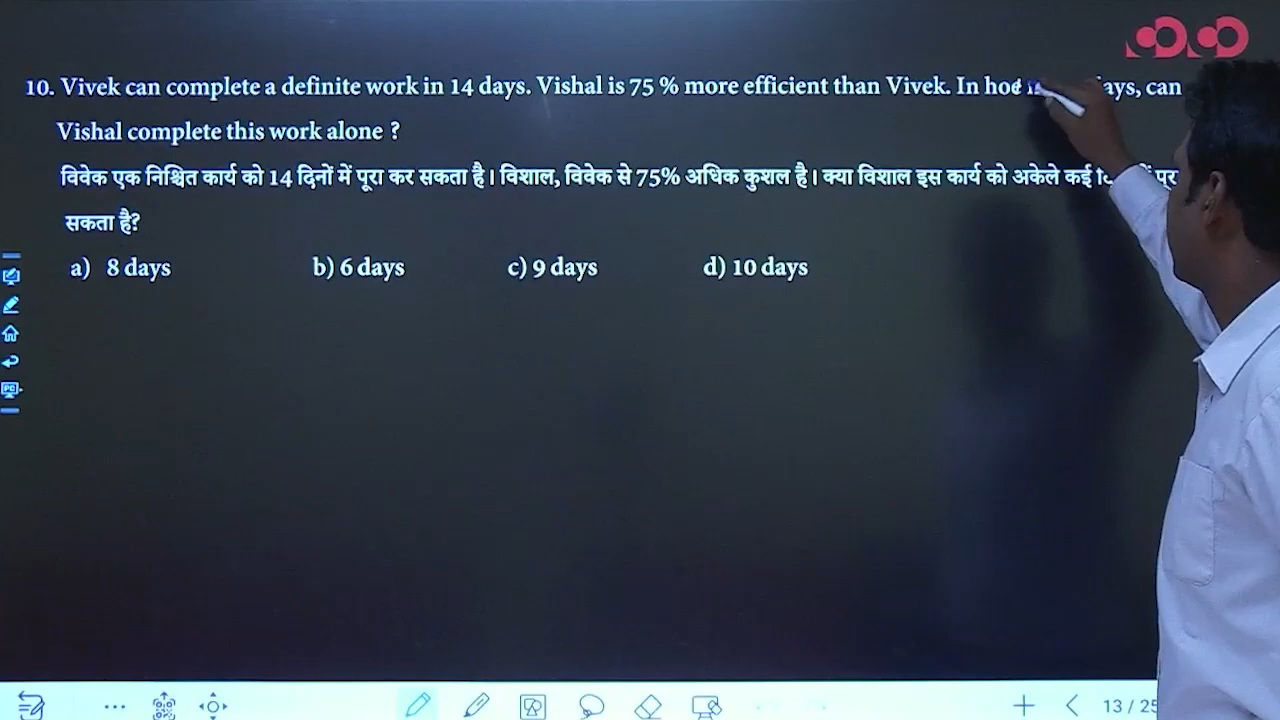 10. Vivek can complete a definite work in 14 days. Vishal is 75 % more efficient than Vivek. In can
Vishal complete this work alone ?
विवेक एक निश्चित कार्य को 14 दिनों में पूरा कर सकता है। विशाल, विवेक से 75% अधिक कुशल है। क्या विशाल इस कार्य को अकेले कई
सकता है?
a) 8 days b) 6 days c) 9 days d) 10 days
PC
13 / 25